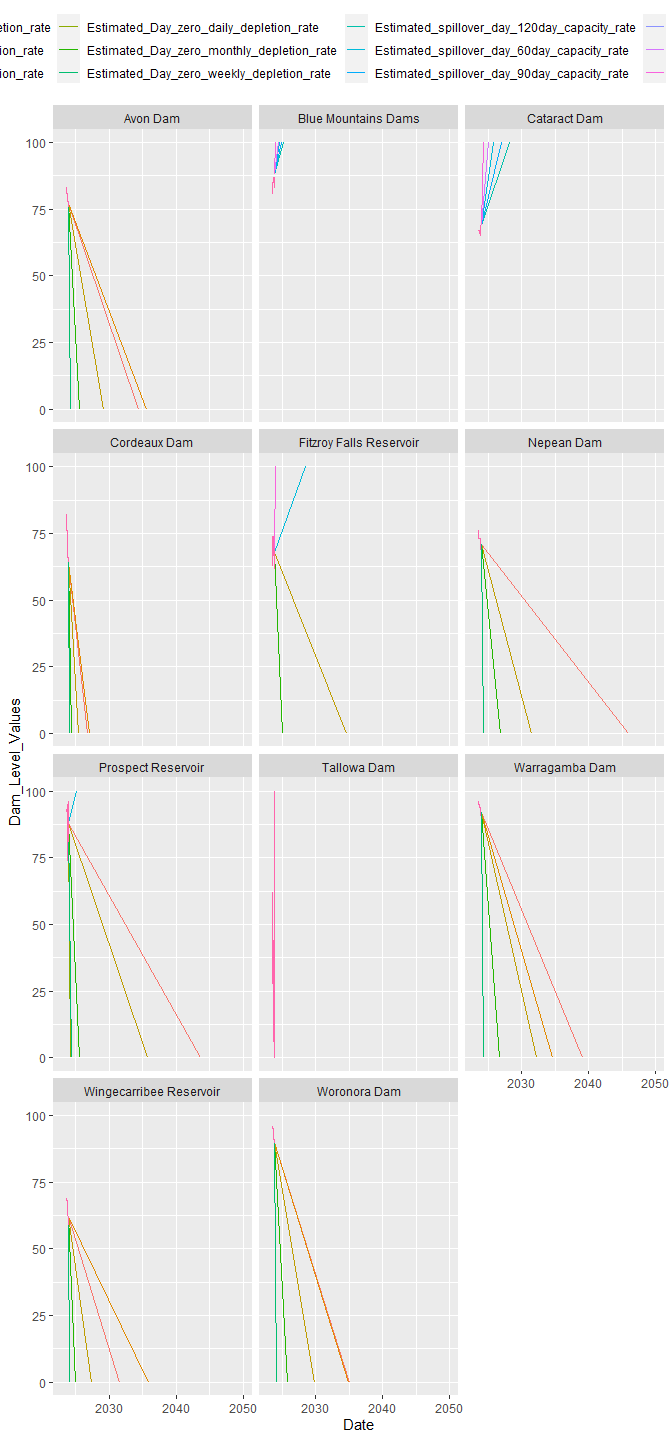 Estimated_Day_zero_daily_depletion_rate Estimated_spillover_day_120day_capacity_rate
etion_rate Estimated_Day_zero_monthly_depletion_rate Estimated_spillover_day_60day_capacity_rate
etion_rate Estimated_Day_zero_weekly_depletion_rate Estimated_spillover_day_90day_capacity_rate
Avon Dam Blue Mountains Dams Cataract Dam
100
75
50
25
0
Cordeaux Dam Fitzroy Falls Reservoir Nepean Dam
100
75
50
25
0
Dam_Level_Values
Prospect Reservoir Tallowa Dam Warragamba Dam
100
75
50
25
0
2030 2040 2050
Wingecarribee Reservoir Woronora Dam
100
75
50
25
0
2030 2040 2050 2030 2040 2050
Date